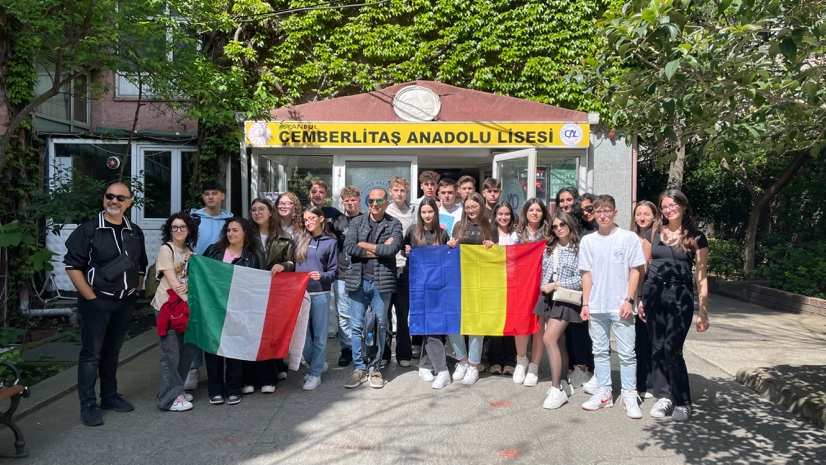 İSTANBUL
ÇEMBERLİTAŞ ANADOLU LİSESİ
ÇAL